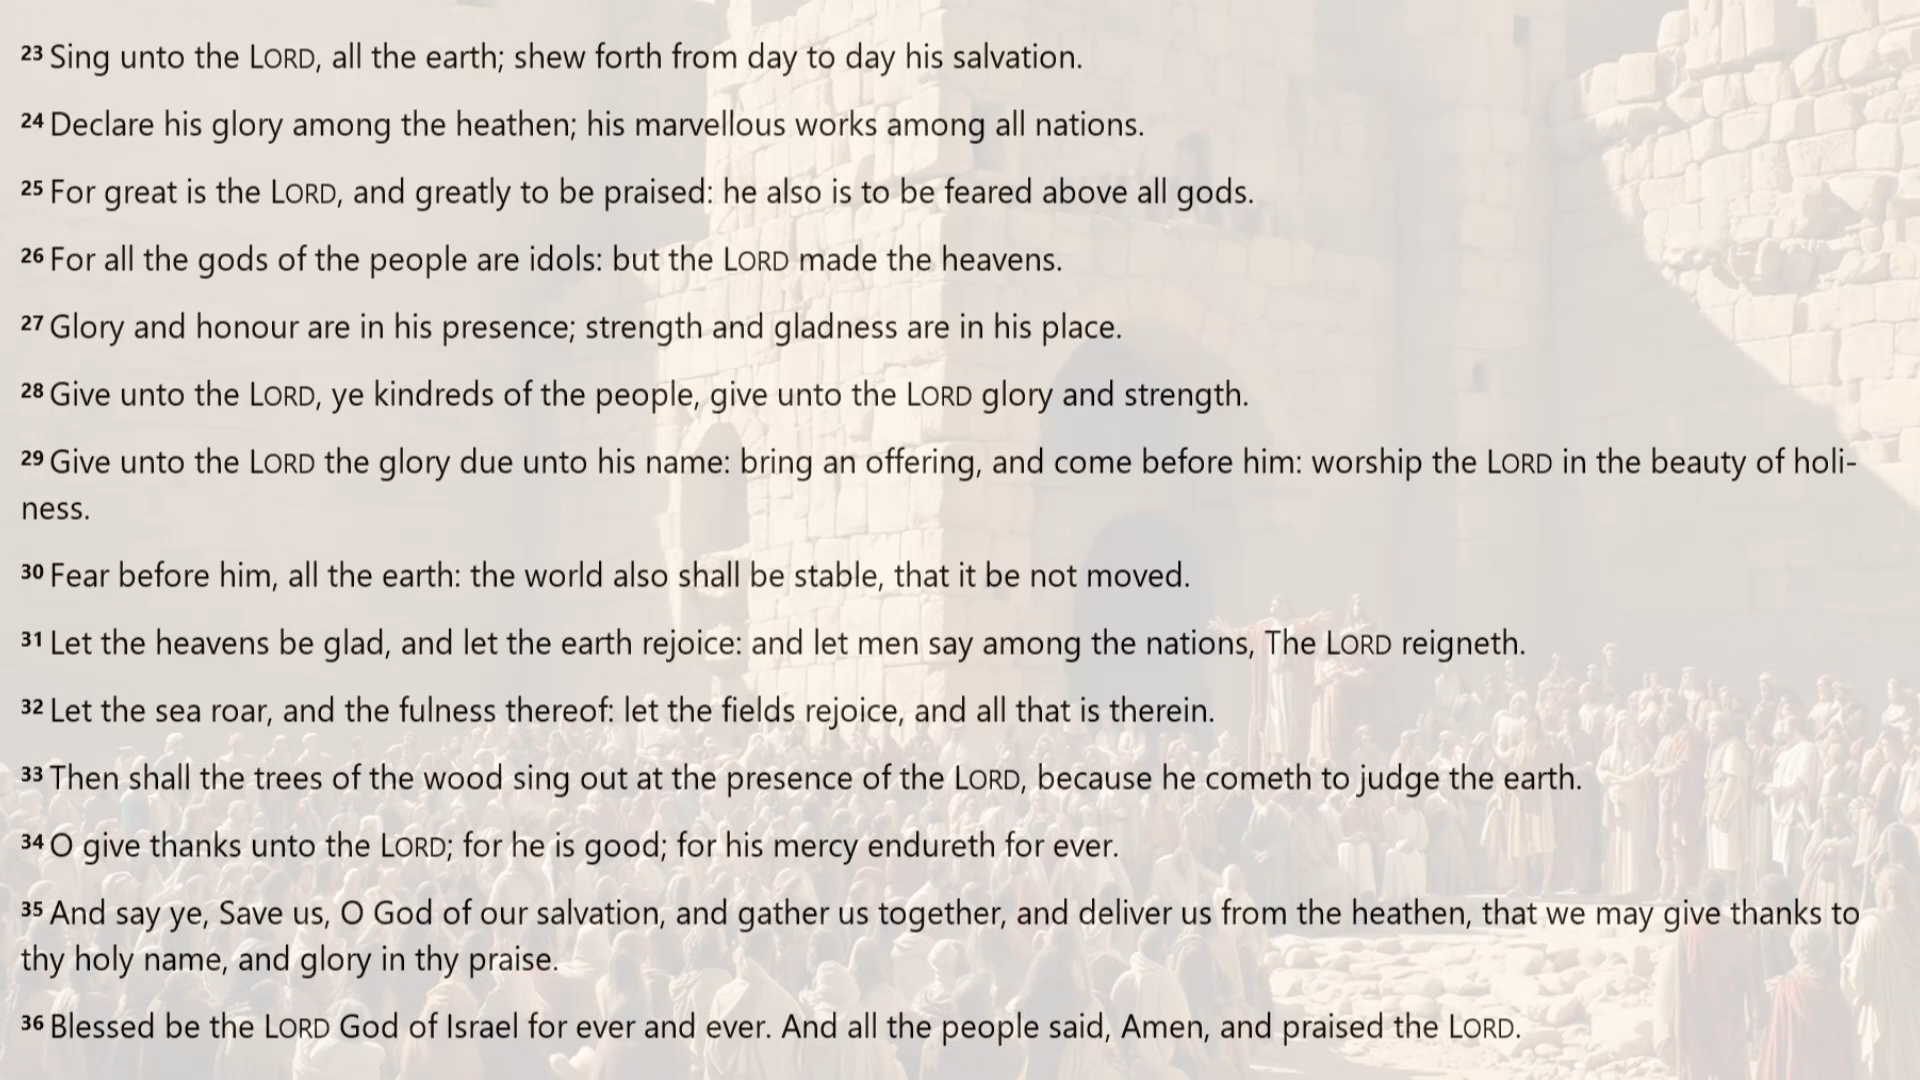 23 Sing unto the LORD, all the earth; shew forth from day to day his salvation.
24 Declare his glory among the heathen; his marvellous works among all nations.
25 For great is the LORD, and greatly to be praised: he also is to be feared above all gods.
26 For all the gods of the people are idols: but the LORD made the heavens.
27 Glory and honour are in his presence; strength and gladness are in his place.
28 Give unto the LORD, ye kindreds of the people, give unto the LORD glory and strength.
29 Give unto the LORD the glory due unto his name: bring an offering, and come before him: worship the LORD in the beauty of holi-
ness.
30 Fear before him, all the earth: the world also shall be stable, that it be not moved.
31 Let the heavens be glad, and let the earth rejoice: and let men say among the nations, The LORD reigneth.
32 Let the sea roar, and the fulness thereof: let the fields rejoice, and all that is therein.
33 Then shall the trees of the wood sing out at the presence of the LORD, because he cometh to judge the earth.
34 O give thanks unto the LORD; for he is good; for his mercy endureth for ever.
35 And say ye, Save us, O God of our salvation, and gather us together, and deliver us from the heathen, that we may give thanks to
thy holy name, and glory in thy praise.
36 Blessed be the LORD God of Israel for ever and ever. And all the people said, Amen, and praised the LORD.